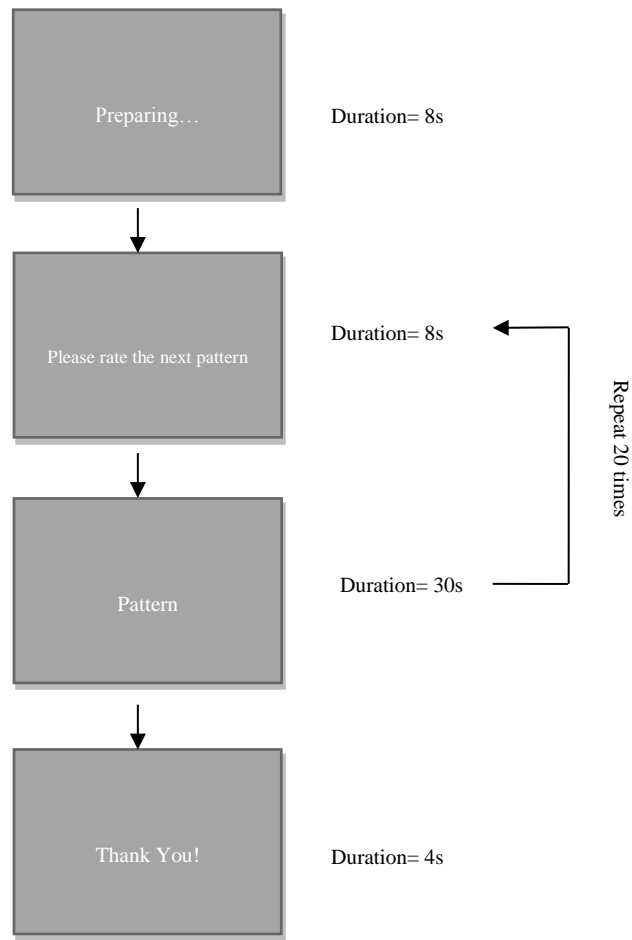 Preparing…
Duration= 8s
Please rate the next pattern
Duration= 8s
Repeat 20 times
Pattern
Duration= 30s
Thank You!
Duration= 4s